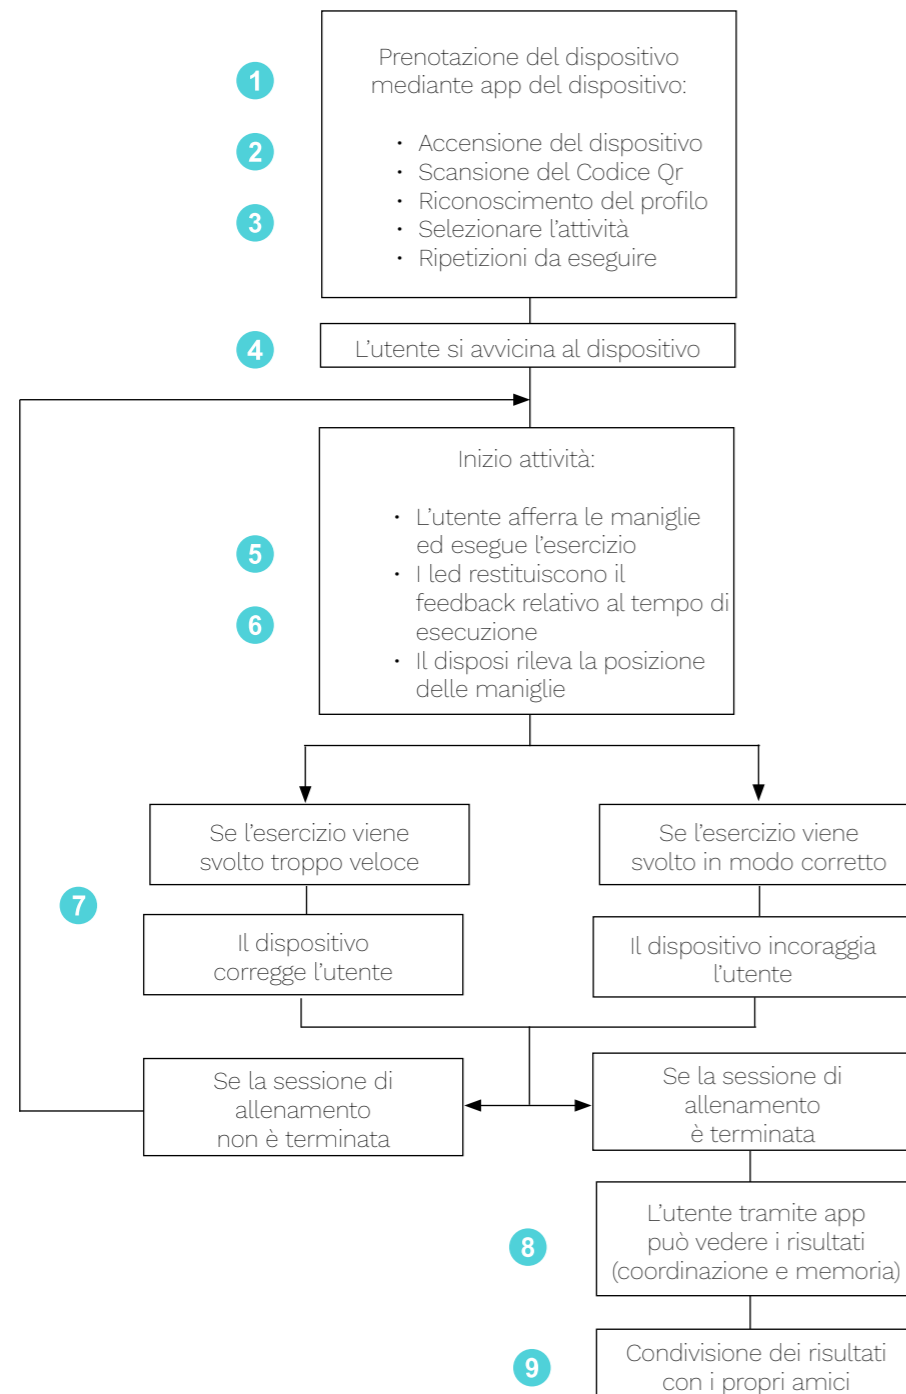 1
Prenotazione del dispositivo
mediante app del dispositivo:
2
• Accensione del dispositivo
• Scansione del Codice Qr
• Riconoscimento del profilo
3
• Selezionare l'attività
• Ripetizioni da eseguire
4
L'utente si avvicina al dispositivo
Inizio attività:
• L'utente afferra le maniglie
ed esegue l'esercizio
5
• I led restituiscono il
feedback relativo al tempo di
esecuzione
6
• Il disposi rileva la posizione
delle maniglie
Se l'esercizio viene
svolto troppo veloce
Se l'esercizio viene
svolto in modo corretto
7
Il dispositivo
corregge l'utente
Il dispositivo incoraggia
l'utente
Se la sessione di
allenamento
non è terminata
Se la sessione di
allenamento
è terminata
8
L'utente tramite app
può vedere i risultati
(coordinazione e memoria)
9
Condivisione dei risultati
con i propri amici